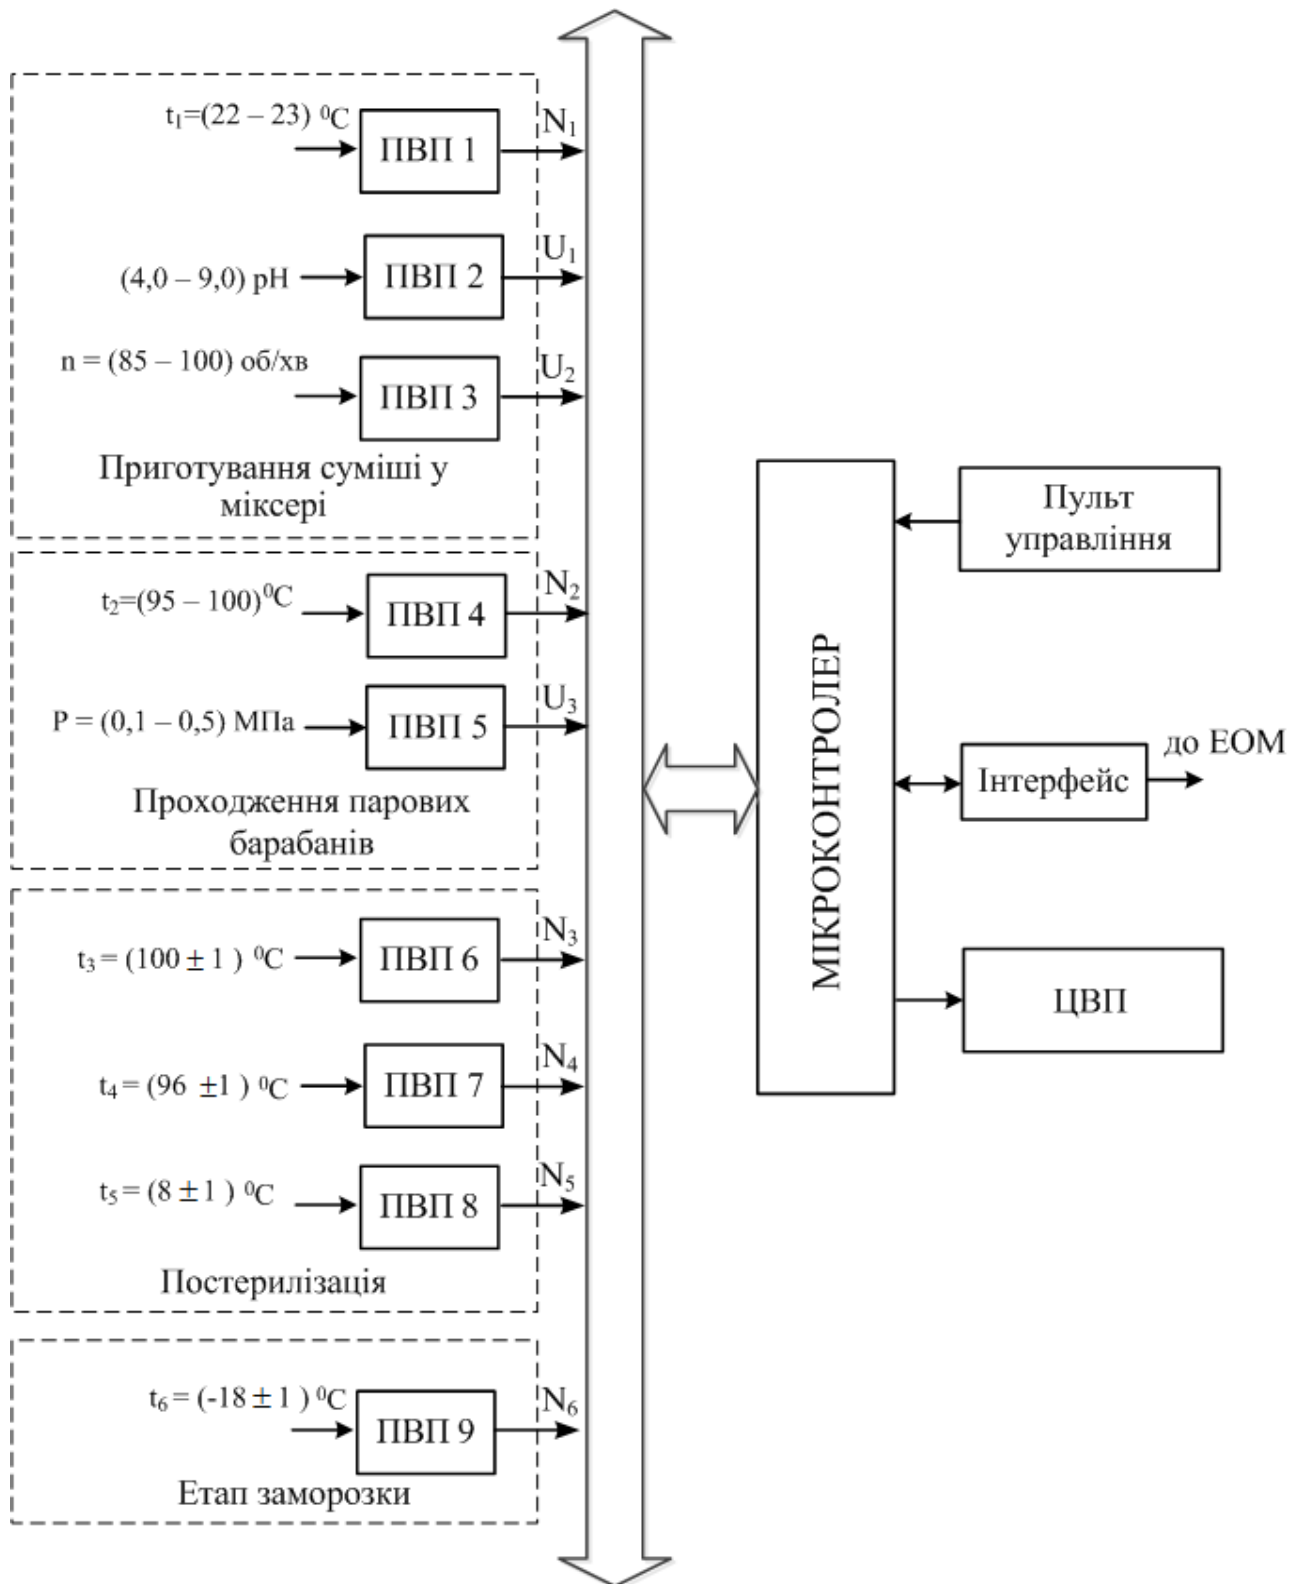 t₁=(22 – 23) ⁰C
ПВП 1
N₁
(4,0 – 9,0) pH
ПВП 2
U₁
n = (85 – 100) об/хв
ПВП 3
U₂
Приготування суміші у
міксері
t₂=(95 – 100)⁰C
ПВП 4
N₂
P = (0,1 – 0,5) МПа
ПВП 5
U₃
Проходження парових
барабанів
t₃ = (100 ± 1 ) ⁰C
ПВП 6
N₃
t₄ = (96 ±1 ) ⁰C
ПВП 7
N₄
t₅ = (8 ± 1 ) ⁰C
ПВП 8
N₅
Постерилізація
t₆ = (-18 ± 1 ) ⁰C
ПВП 9
N₆
Етап заморозки
МІКРОКОНТРОЛЕР
Пульт
управління
Інтерфейс
до ЕОМ
ЦВП